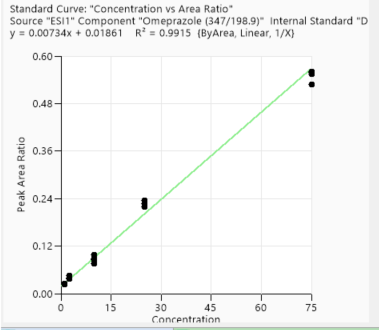 Standard Curve: "Concentration vs Area Ratio"
Source "ESI1" Component "Omeprazole (347/198.9)" Internal Standard "D
y = 0.00734x + 0.01861 R² = 0.9915 (ByArea, Linear, 1/X)
Peak Area Ratio
0.60
0.48
0.36
0.24
0.12
0.00
0 15 30 45 60 75
Concentration